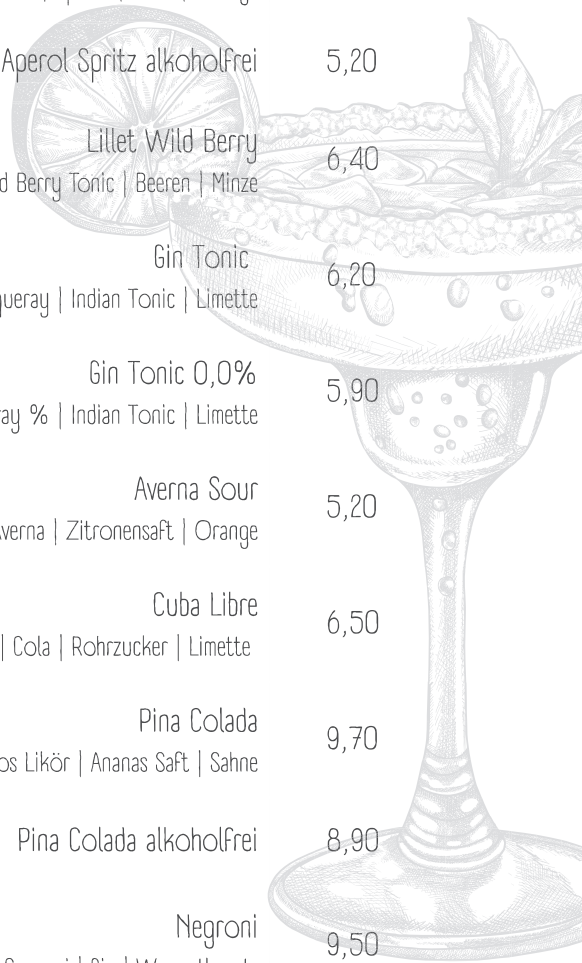 Aperol Spritz alkoholfrei 5,20
Lillet Wild Berry 6,40
Berry Tonic | Beeren | Minze
Gin Tonic 6,20
| Indian Tonic | Limette
Gin Tonic 0,0% 5,90
% | Indian Tonic | Limette
Averna Sour 5,20
| Zitronensaft | Orange
Cuba Libre 6,50
| Cola | Rohrzucker | Limette
Pina Colada 9,70
Likör | Ananas Saft | Sahne
Pina Colada alkoholfrei 8,90
Negroni 9,50